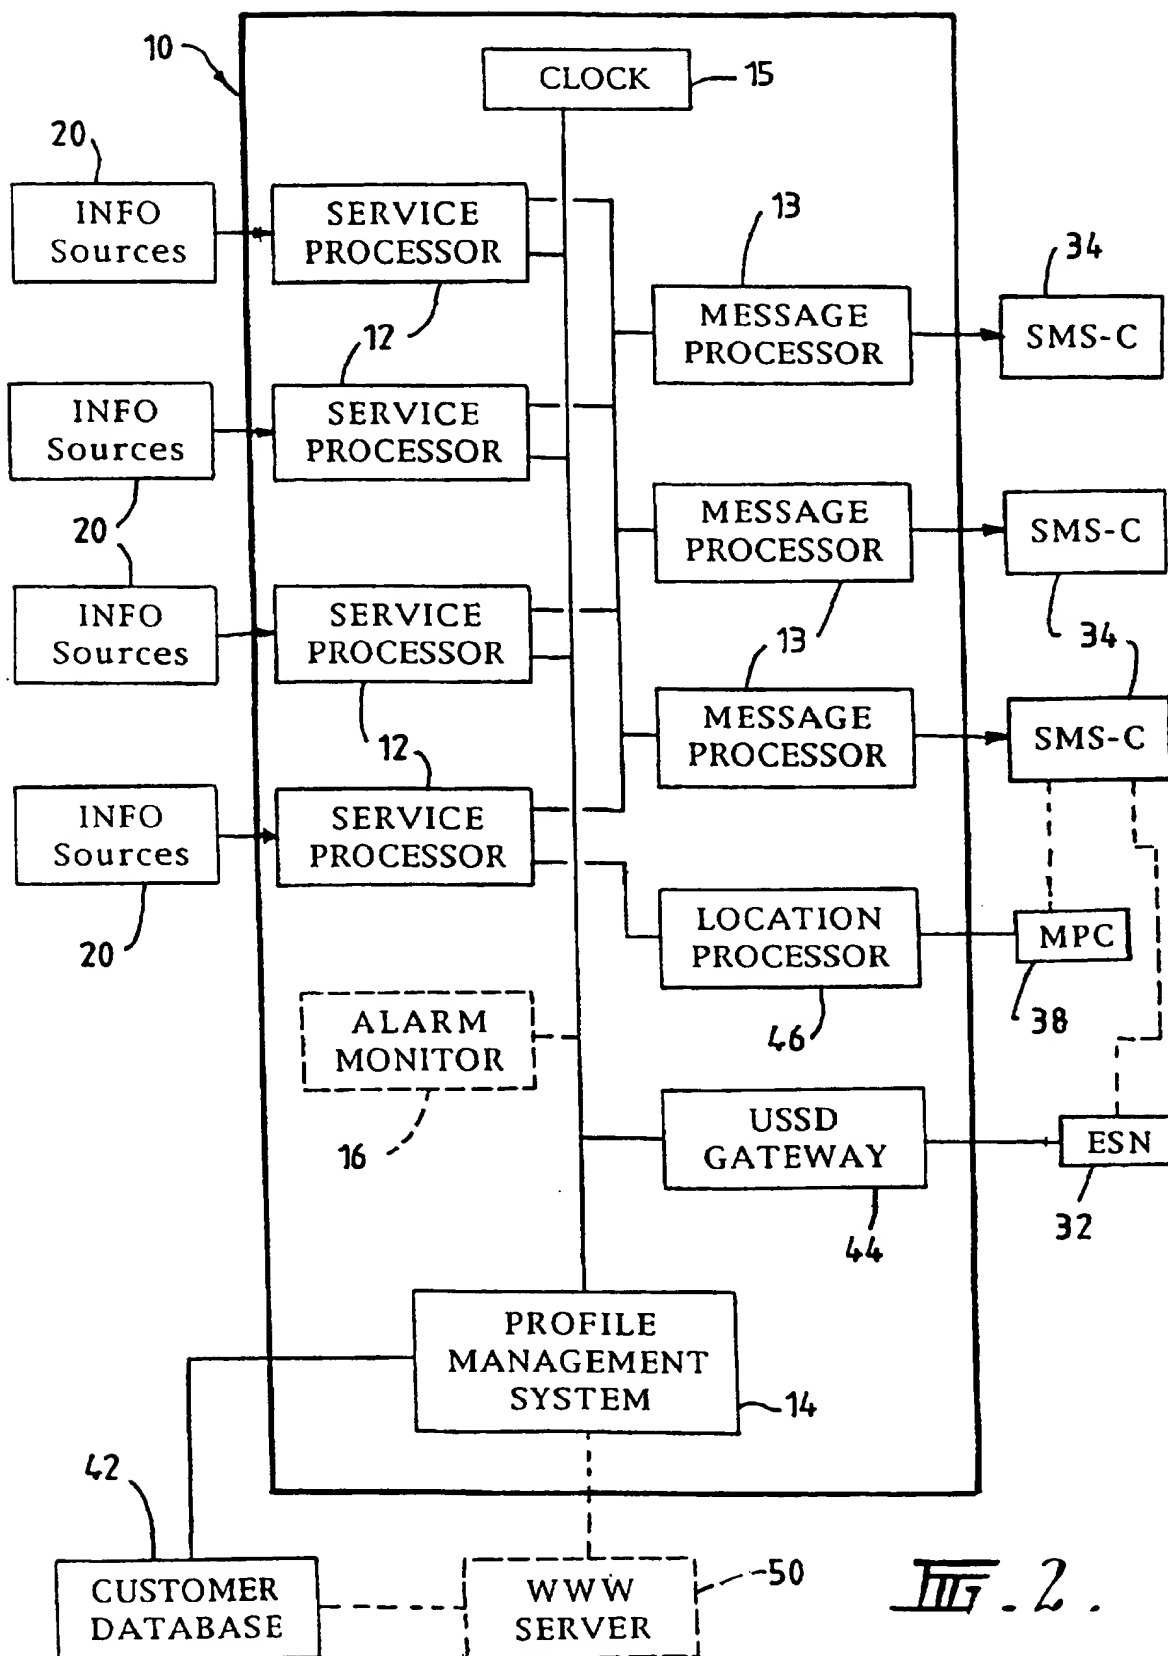 10
CLOCK
15
20
INFO
Sources
SERVICE
PROCESSOR
13
34
12
MESSAGE
PROCESSOR
SMS-C
INFO
Sources
SERVICE
PROCESSOR
20
MESSAGE
PROCESSOR
SMS-C
INFO
Sources
SERVICE
PROCESSOR
13
34
12
MESSAGE
PROCESSOR
SMS-C
INFO
Sources
SERVICE
PROCESSOR
20
LOCATION
PROCESSOR
MPC
46
38
ALARM
MONITOR
16
USSD
GATEWAY
ESN
44
32
PROFILE
MANAGEMENT
SYSTEM
14
42
CUSTOMER
DATABASE
WWW
SERVER
50
FIG. 2.